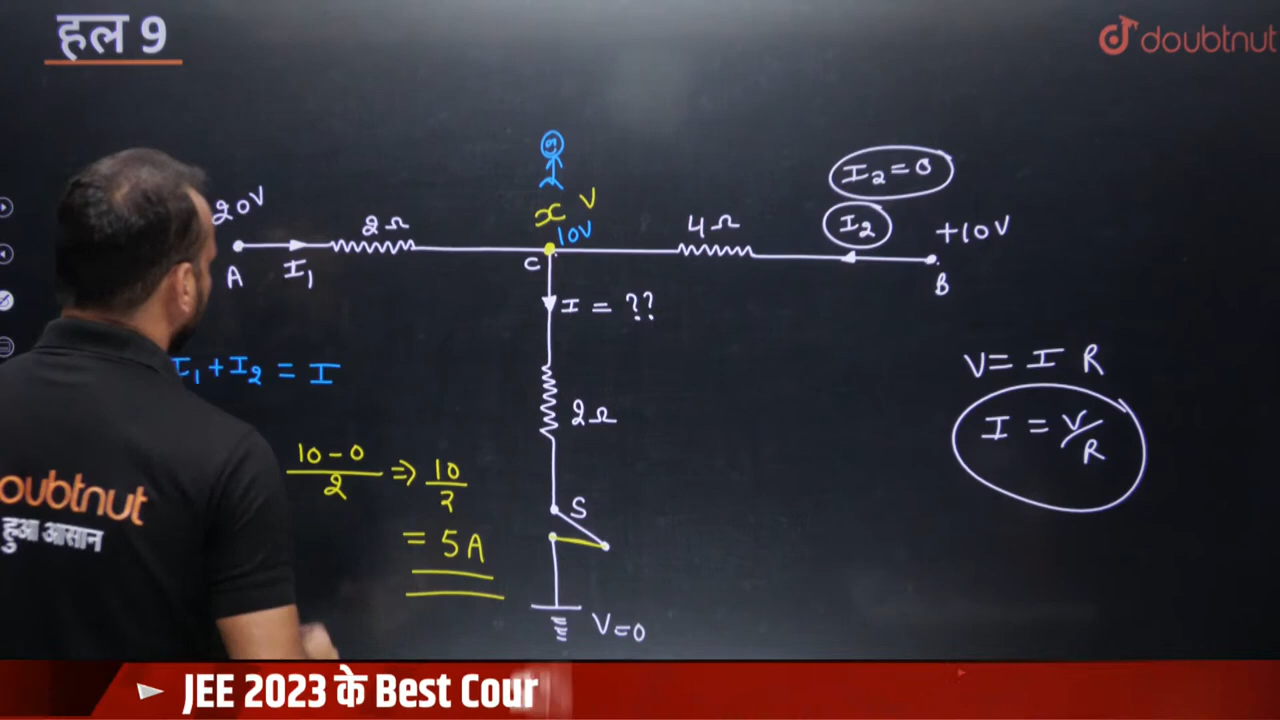 हल 9
doubtnut
20V
2Ω
x V
10V
4Ω
I₂ = 0
I₂
+10V
A
I₁
C
B
I = ??
I₁ + I₂ = I
V = I R
I = V/R
2Ω
10 - 0 / 2 ⇒ 10 / 2
= 5A
S
V=0
oubtnut
हुआ आसान
JEE 2023 के Best Cour